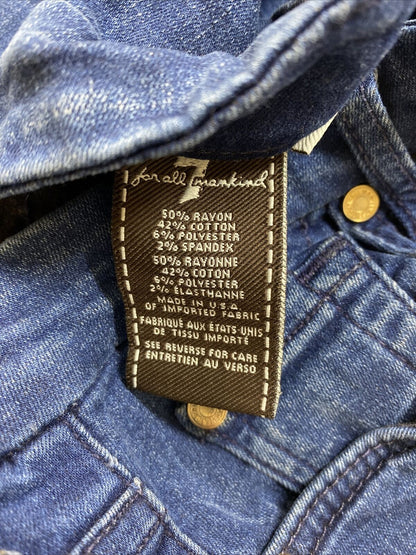 7
for all mankind
50% RAYON
42% COTTON
6% POLYESTER
2% SPANDEX
50% RAYONNE
42% COTON
6% POLYESTER
2% ÉLASTHANNE
MADE IN U.S.A
OF IMPORTED FABRIC
FABRIQUÉ AUX ÉTATS-UNIS
DE TISSU IMPORTÉ
SEE REVERSE FOR CARE
ENTRETIEN AU VERSO